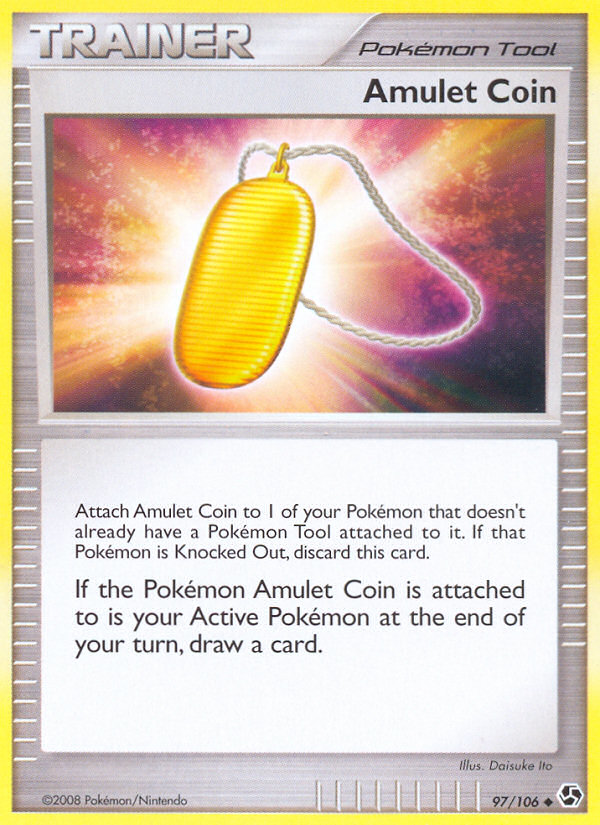 TRAINER
Pokémon Tool
Amulet Coin
Attach Amulet Coin to 1 of your Pokémon that doesn't
already have a Pokémon Tool attached to it. If that
Pokémon is Knocked Out, discard this card.
If the Pokémon Amulet Coin is attached
to is your Active Pokémon at the end of
your turn, draw a card.
Illus. Daisuke Ito
©2008 Pokémon/Nintendo
97/106